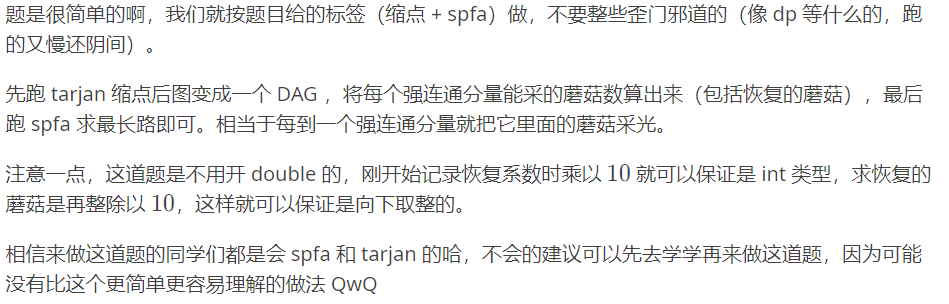 题是很简单的啊，我们就按题目给的标签（缩点 + spfa）做，不要整些歪门邪道的（像 dp 等什么的，跑
的又慢还阴间）。
先跑 tarjan 缩点后图变成一个 DAG ，将每个强连通分量能采的蘑菇数算出来（包括恢复的蘑菇），最后
跑 spfa 求最长路即可。相当于每到一个强连通分量就把它里面的蘑菇采光。
注意一点，这道题是不用开 double 的，刚开始记录恢复系数时乘以 10 就可以保证是 int 类型，求恢复的
蘑菇是再整除以 10，这样就可以保证是向下取整的。
相信来做这道题的同学们都是会 spfa 和 tarjan 的哈，不会的建议可以先去学学再来做这道题，因为可能
没有比这个更简单更容易理解的做法 QwQ